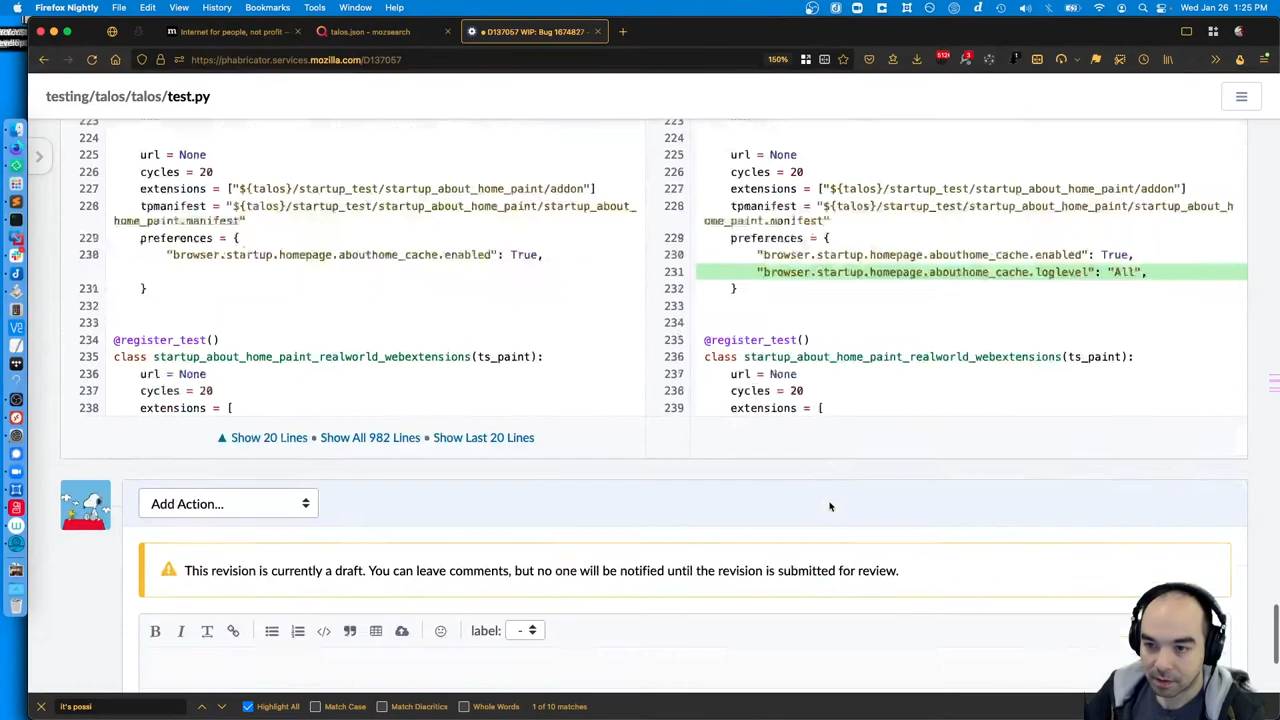 Firefox Nightly File Edit View History Bookmarks Tools Window Help Wed Jan 26 1:25 PM
Internet for people, not profit — talos.json - mozsearch D137057 WIP: Bug 1674827 -
https://phabricator.services.mozilla.com/D137057 150%
testing/talos/talos/test.py
223 223
224 224
225 url = None 225 url = None
226 cycles = 20 226 cycles = 20
227 extensions = ["${talos}/startup_test/startup_about_home_paint/addon"] 227 extensions = ["${talos}/startup_test/startup_about_home_paint/addon"]
228 tpmanifest = "${talos}/startup_test/startup_about_home_paint/startup_about_ 228 tpmanifest = "${talos}/startup_test/startup_about_home_paint/startup_about_h
home_paint.manifest" ome_paint.manifest"
229 preferences = { 229 preferences = {
230 "browser.startup.homepage.abouthome_cache.enabled": True, 230 "browser.startup.homepage.abouthome_cache.enabled": True,
231 "browser.startup.homepage.abouthome_cache.loglevel": "All",
231 } 232 }
232 233
233 234
234 @register_test() 235 @register_test()
235 class startup_about_home_paint_realworld_webextensions(ts_paint): 236 class startup_about_home_paint_realworld_webextensions(ts_paint):
236 url = None 237 url = None
237 cycles = 20 238 cycles = 20
238 extensions = [ 239 extensions = [
▲ Show 20 Lines • Show All 982 Lines • Show Last 20 Lines
Add Action...
This revision is currently a draft. You can leave comments, but no one will be notified until the revision is submitted for review.
B I T label: -
it's possi Highlight All Match Case Match Diacritics Whole Words 1 of 10 matches